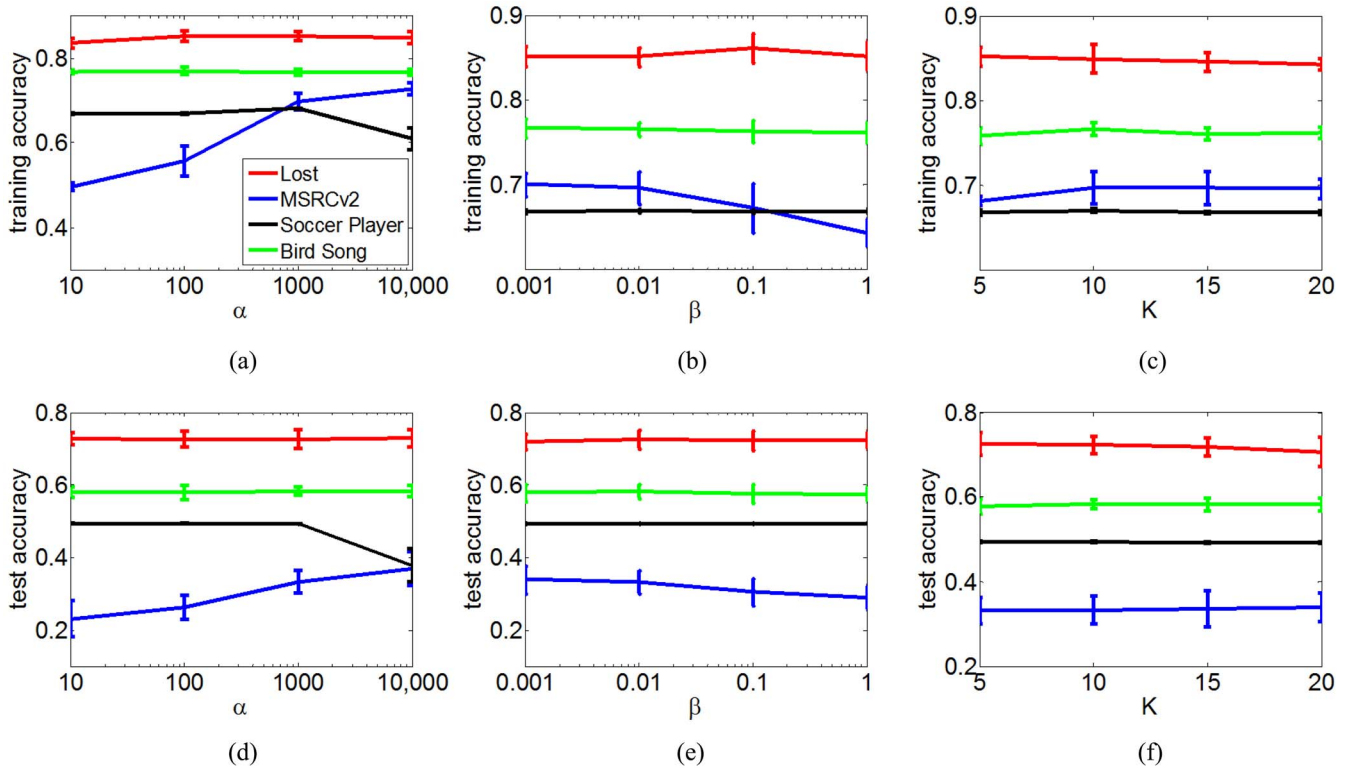 training accuracy
0.8
0.6
0.4
10 100 1000 10,000
α
Lost
MSRCv2
Soccer Player
Bird Song
(a)
training accuracy
0.9
0.8
0.7
0.001 0.01 0.1 1
β
(b)
training accuracy
0.9
0.8
0.7
5 10 15 20
K
(c)
test accuracy
0.8
0.6
0.4
0.2
10 100 1000 10,000
α
(d)
test accuracy
0.8
0.6
0.4
0.2
0.001 0.01 0.1 1
β
(e)
test accuracy
0.8
0.6
0.4
0.2
5 10 15 20
K
(f)